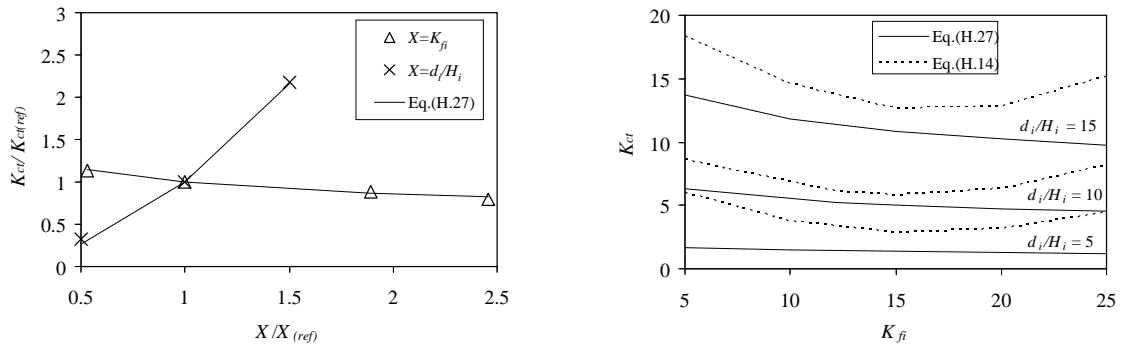 3
2.5
2
1.5
1
0.5
0
0.5 1 1.5 2 2.5
K_ct/K_ct(ref)
X/X_(ref)
X=K_fi
X=d_i/H_i
Eq.(H.27)
20
15
10
5
0
5 10 15 20 25
K_ct
K_fi
Eq.(H.27)
Eq.(H.14)
d_i/H_i = 15
d_i/H_i = 10
d_i/H_i = 5